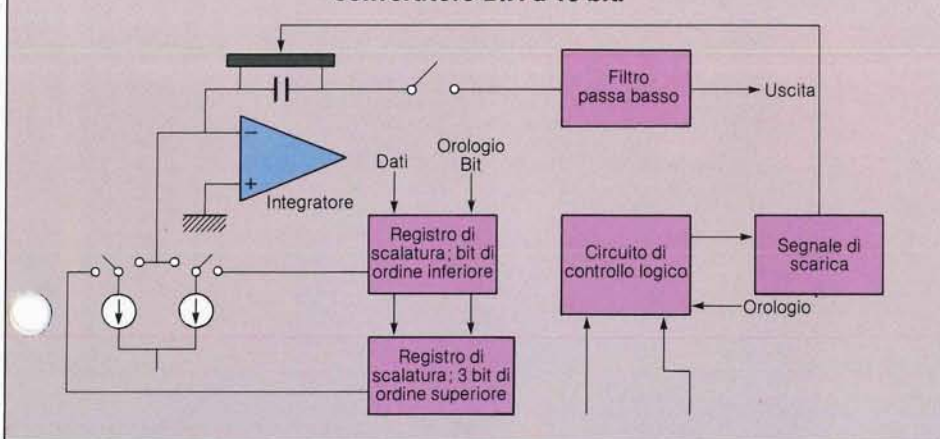 Filtro
passa basso
Uscita
Dati
Orologio
Bit
−
+
Integratore
Registro di
scalatura; bit di
ordine inferiore
Circuito di
controllo logico
Segnale di
scarica
Orologio
Registro di
scalatura; 3 bit di
ordine superiore